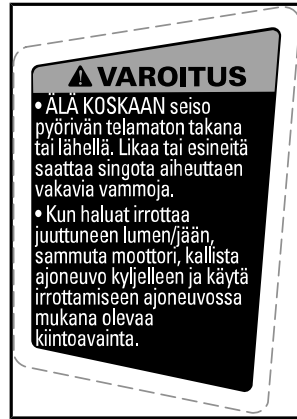 VAROITUS
• ÄLÄ KOSKAAN seiso
pyörivän telamaton takana
tai lähellä. Likaa tai esineitä
saattaa singota aiheuttaen
vakavia vammoja.
• Kun haluat irrottaa
juuttuneen lumen/jään,
sammuta moottori, kallista
ajoneuvo kyljelleen ja käytä
irrottamiseen ajoneuvossa
mukana olevaa
kiintoavainta.